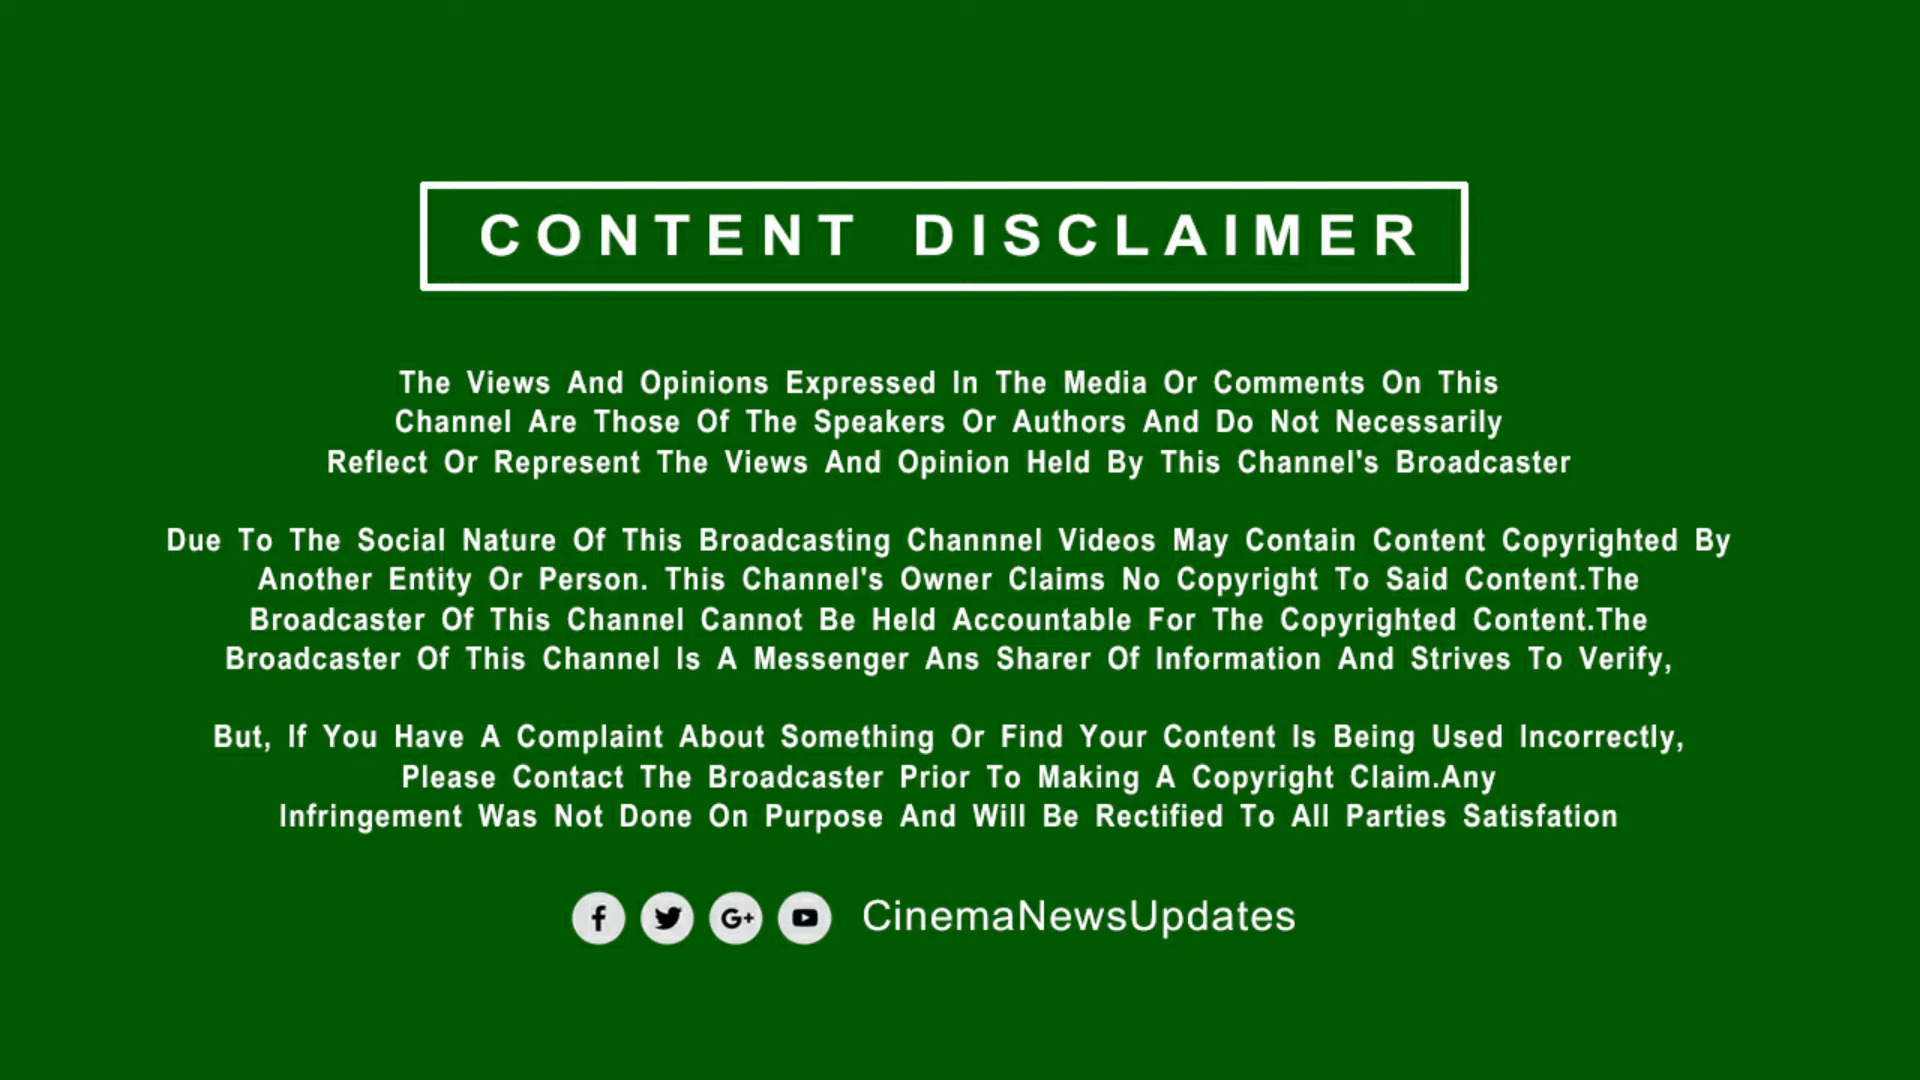 CONTENT DISCLAIMER
The Views And Opinions Expressed In The Media Or Comments On This
Channel Are Those Of The Speakers Or Authors And Do Not Necessarily
Reflect Or Represent The Views And Opinion Held By This Channel's Broadcaster
Due To The Social Nature Of This Broadcasting Channnel Videos May Contain Content Copyrighted By
Another Entity Or Person. This Channel's Owner Claims No Copyright To Said Content.The
Broadcaster Of This Channel Cannot Be Held Accountable For The Copyrighted Content.The
Broadcaster Of This Channel Is A Messenger Ans Sharer Of Information And Strives To Verify,
But, If You Have A Complaint About Something Or Find Your Content Is Being Used Incorrectly,
Please Contact The Broadcaster Prior To Making A Copyright Claim.Any
Infringement Was Not Done On Purpose And Will Be Rectified To All Parties Satisfation
f G+ CinemaNewsUpdates